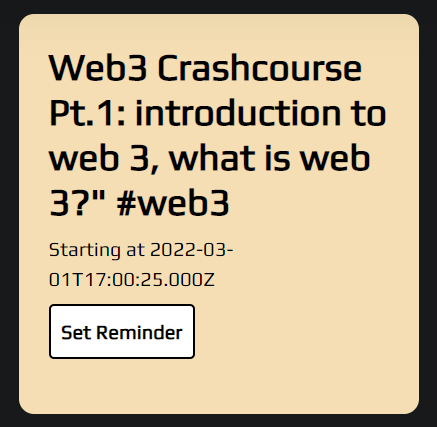 Web3 Crashcourse
Pt.1: introduction to
web 3, what is web
3?" #web3
Starting at 2022-03-
01T17:00:25.000Z
Set Reminder